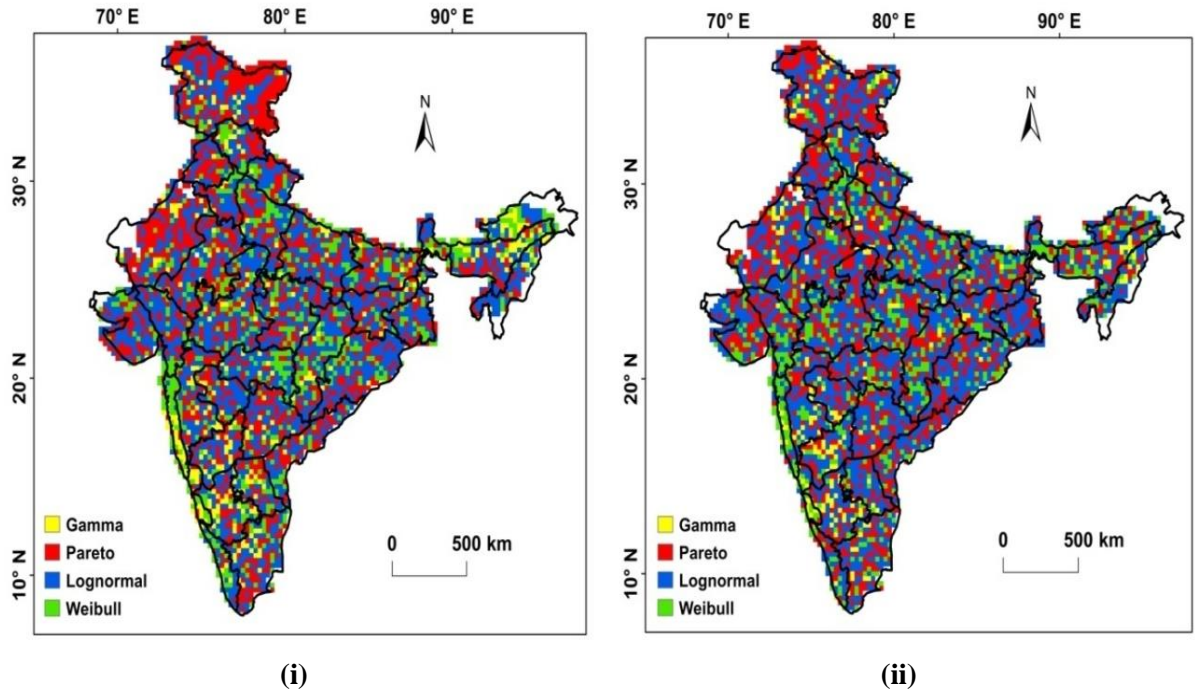 70° E 80° E 90° E
N
30° N
20° N
10° N
Gamma
Pareto
Lognormal
Weibull
0 500 km
(i)
70° E 80° E 90° E
N
30° N
20° N
10° N
Gamma
Pareto
Lognormal
Weibull
0 500 km
(ii)